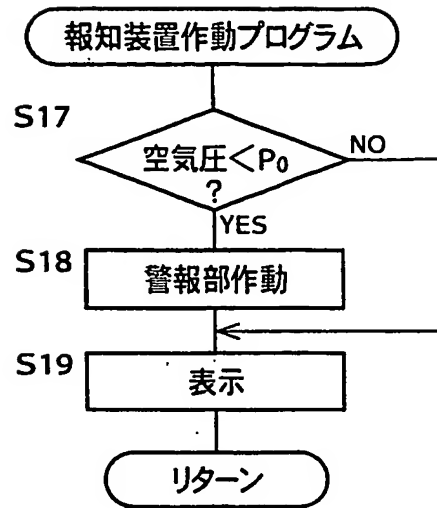 報知装置作動プログラム
S17
空気圧<P₀
?
NO
YES
S18
警報部作動
S19
表示
リターン